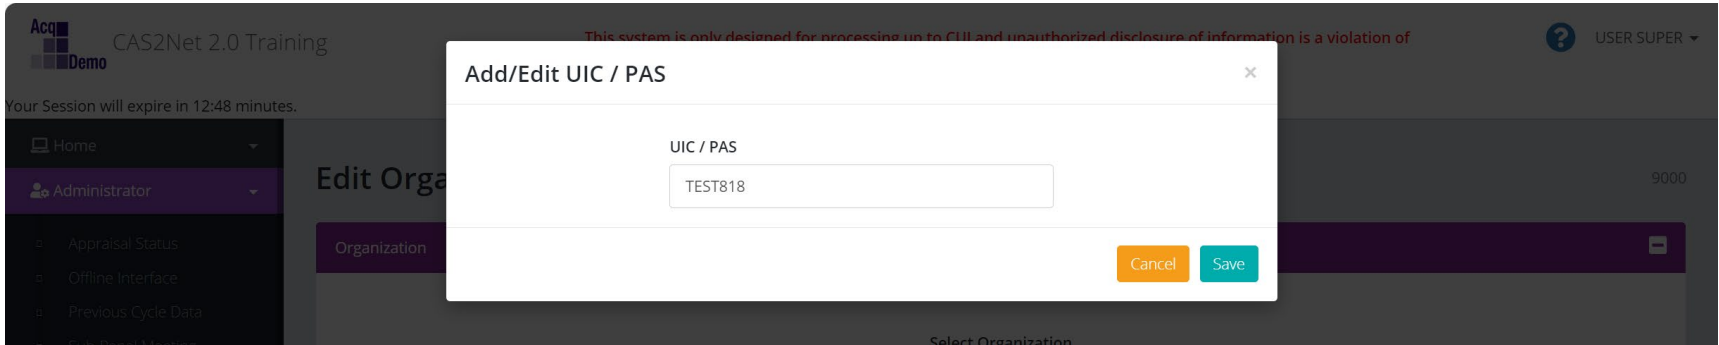 Acq
Demo
CAS2Net 2.0 Training
This system is only designed for processing up to CUI and unauthorized disclosure of information is a violation of
USER SUPER
Your Session will expire in 12:48 minutes.
Add/Edit UIC / PAS
×
Home
UIC / PAS
Administrator
TEST818
Edit Orga
9000
Appraisal Status
Organization
Cancel
Save
Offline Interface
Previous Cycle Data
Select Organization